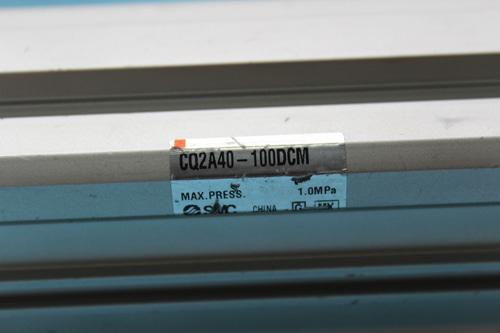 CQ2A40-100DCM
MAX.PRESS. 1.0MPa
SMC CHINA